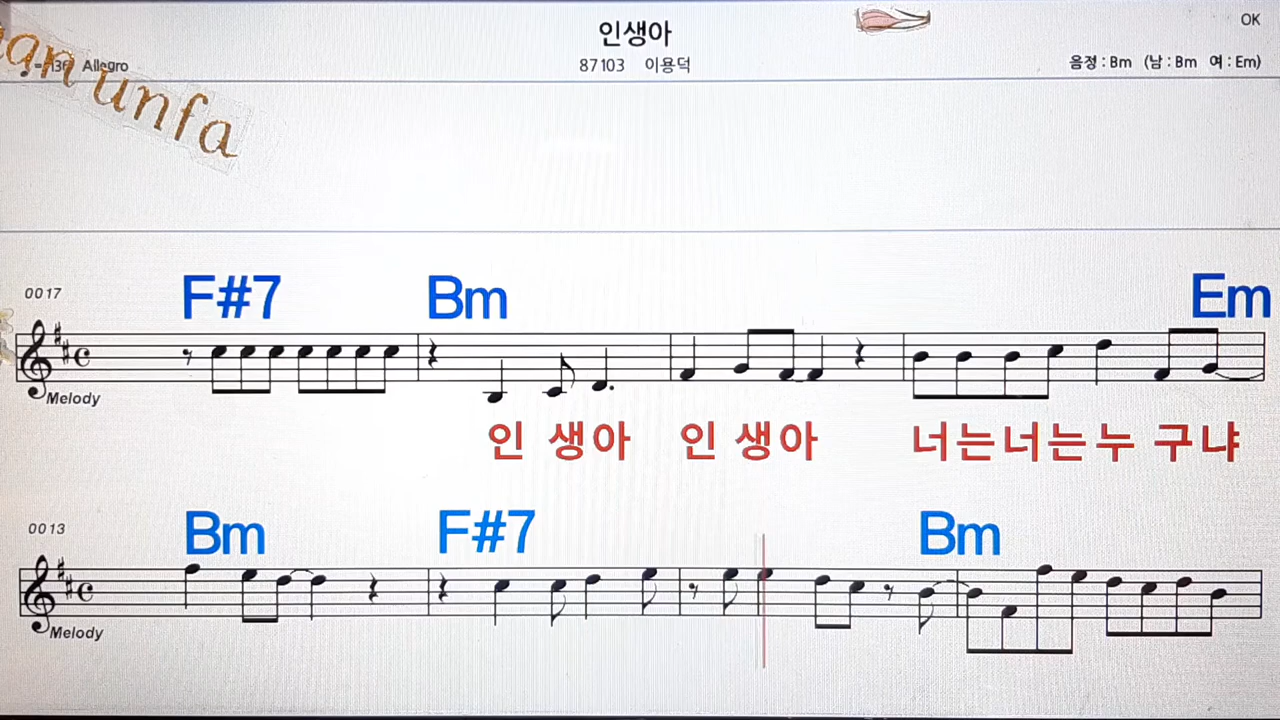 인생아
OK
87103 이용덕
Allegro
음정 : Bm (남 : Bm 여 : Em)
unfa
0017
F#7 Bm Em
Melody
인 생아 인 생아 너는너는누 구냐
0013
Bm F#7 Bm
Melody